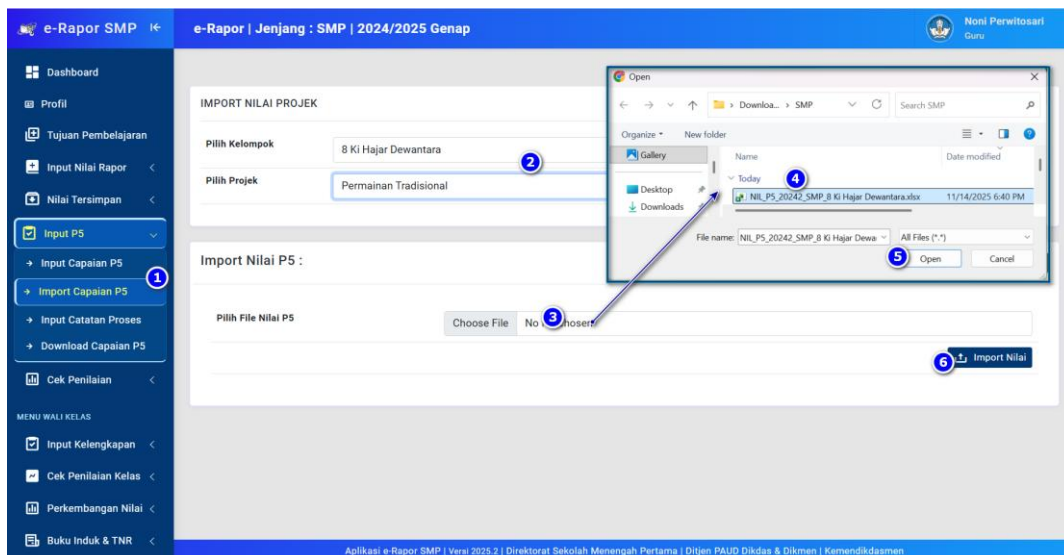 e-Rapor SMP
e-Rapor | Jenjang : SMP | 2024/2025 Genap
Noni Perwitosari
Guru
Dashboard
Profil
Tujuan Pembelajaran
Input Nilai Rapor
Nilai Tersimpan
Input P5
Input Capaian P5
1
Import Capaian P5
Input Catatan Proses
Download Capaian P5
Cek Penilaian
MENU WALI KELAS
Input Kelengkapan
Cek Penilaian Kelas
Perkembangan Nilai
Buku Induk & TNR
IMPORT NILAI PROJEK
Pilih Kelompok
8 Ki Hajar Dewantara
2
Pilih Projek
Permainan Tradisional
Import Nilai P5 :
Pilih File Nilai P5
Choose File
No
3
6
Import Nilai
Open
Downloa... > SMP
Search SMP
Organize
New folder
Gallery
Desktop
Downloads
Name
Date modified
Today
4
NIL_P5_20242_SMP_8 Ki Hajar Dewantara.xlsx
11/14/2025 6:40 PM
File name:
NIL_P5_20242_SMP_8 Ki Hajar Dewa
All Files (*.*)
5
Open
Cancel
Aplikasi e-Rapor SMP | Versi 2025.2 | Direktorat Sekolah Menengah Pertama | Ditjen PAUD Dikdas & Dikmen | Kemendikdasmen